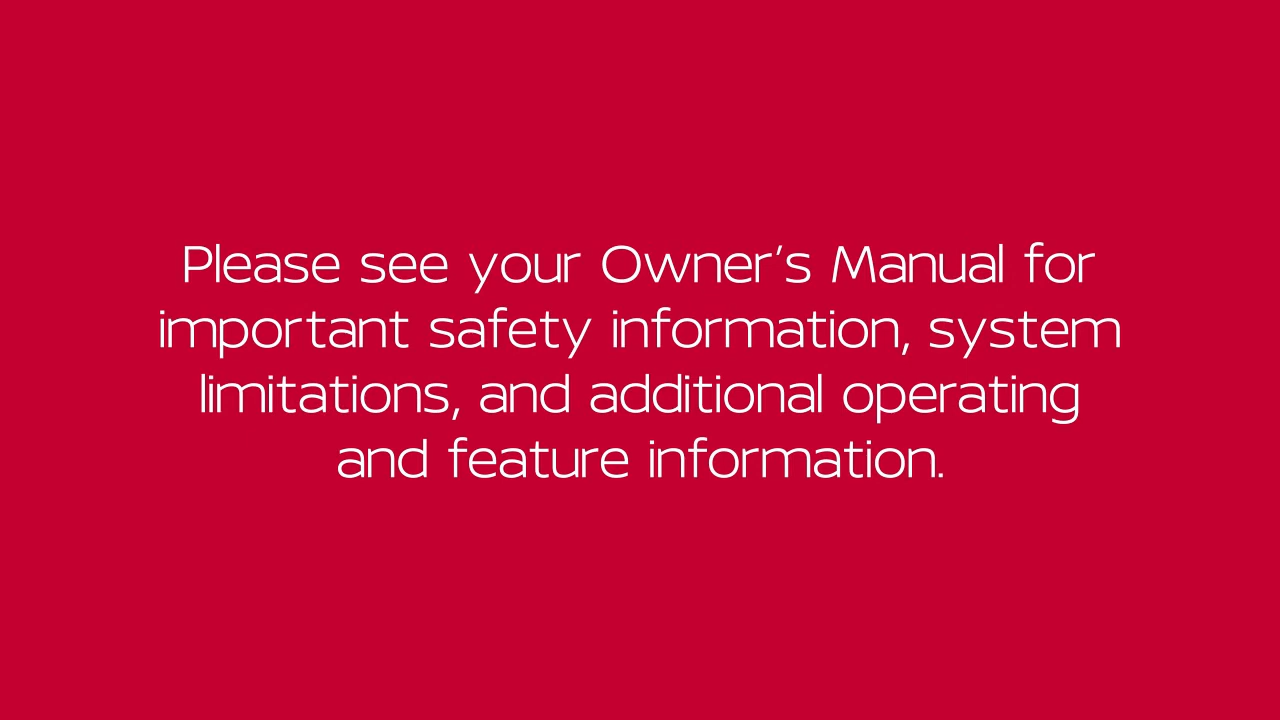 Please see your Owner’s Manual for
important safety information, system
limitations, and additional operating
and feature information.